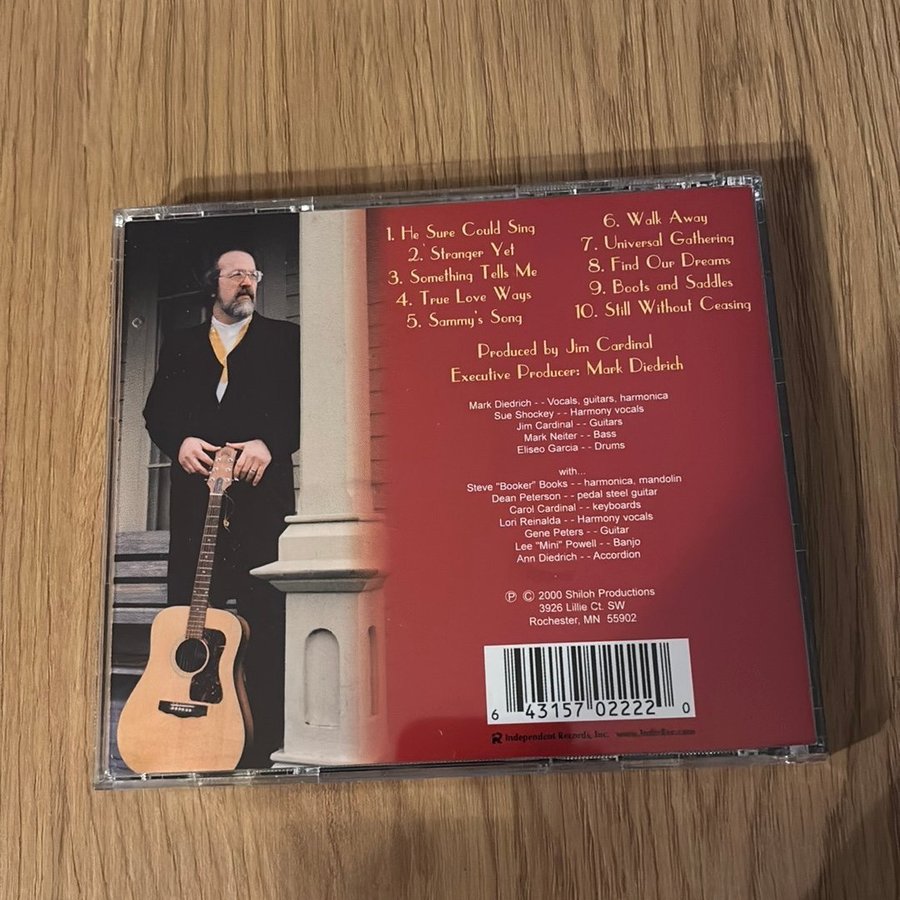 1. He Sure Could Sing
2. Stranger Yet
3. Something Tells Me
4. True Love Ways
5. Sammy's Song
6. Walk Away
7. Universal Gathering
8. Find Our Dreams
9. Boots and Saddles
10. Still Without Ceasing
Produced by Jim Cardinal
Executive Producer: Mark Diedrich
Mark Diedrich - - Vocals, guitars, harmonica
Sue Shockey - - Harmony vocals
Jim Cardinal - - Guitars
Mark Neiter - - Bass
Eliseo Garcia - - Drums
with...
Steve "Booker" Books - - harmonica, mandolin
Dean Peterson - - pedal steel guitar
Carol Cardinal - - keyboards
Lori Reinalda - - Harmony vocals
Gene Peters - - Guitar
Lee "Mini" Powell - - Banjo
Ann Diedrich - - Accordion
℗ © 2000 Shiloh Productions
3926 Lillie Ct. SW
Rochester, MN 55902
6 43157 02222 0
Independent Records, Inc.